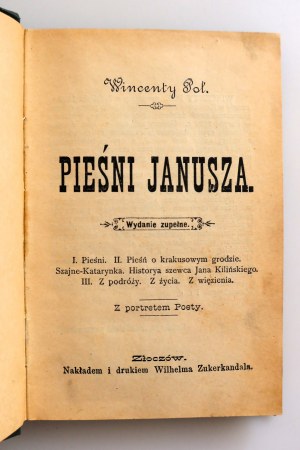 Wincenty Pol.
PIEŚNI JANUSZA.
Wydanie zupełne.
I. Pieśni. II. Pieśń o krakusowym grodzie.
Szajne-Katarynka. Historya szewca Jana Kilińskiego.
III. Z podróży. Z życia. Z więzienia.
Z portretem Poety.
Złoczów.
Nakładem i drukiem Wilhelma Zukerkandla.